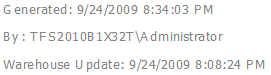 Generated: 9/24/2009 8:34:03 PM
By : TFS2010B1X32T\Administrator
Warehouse Update: 9/24/2009 8:08:24 PM